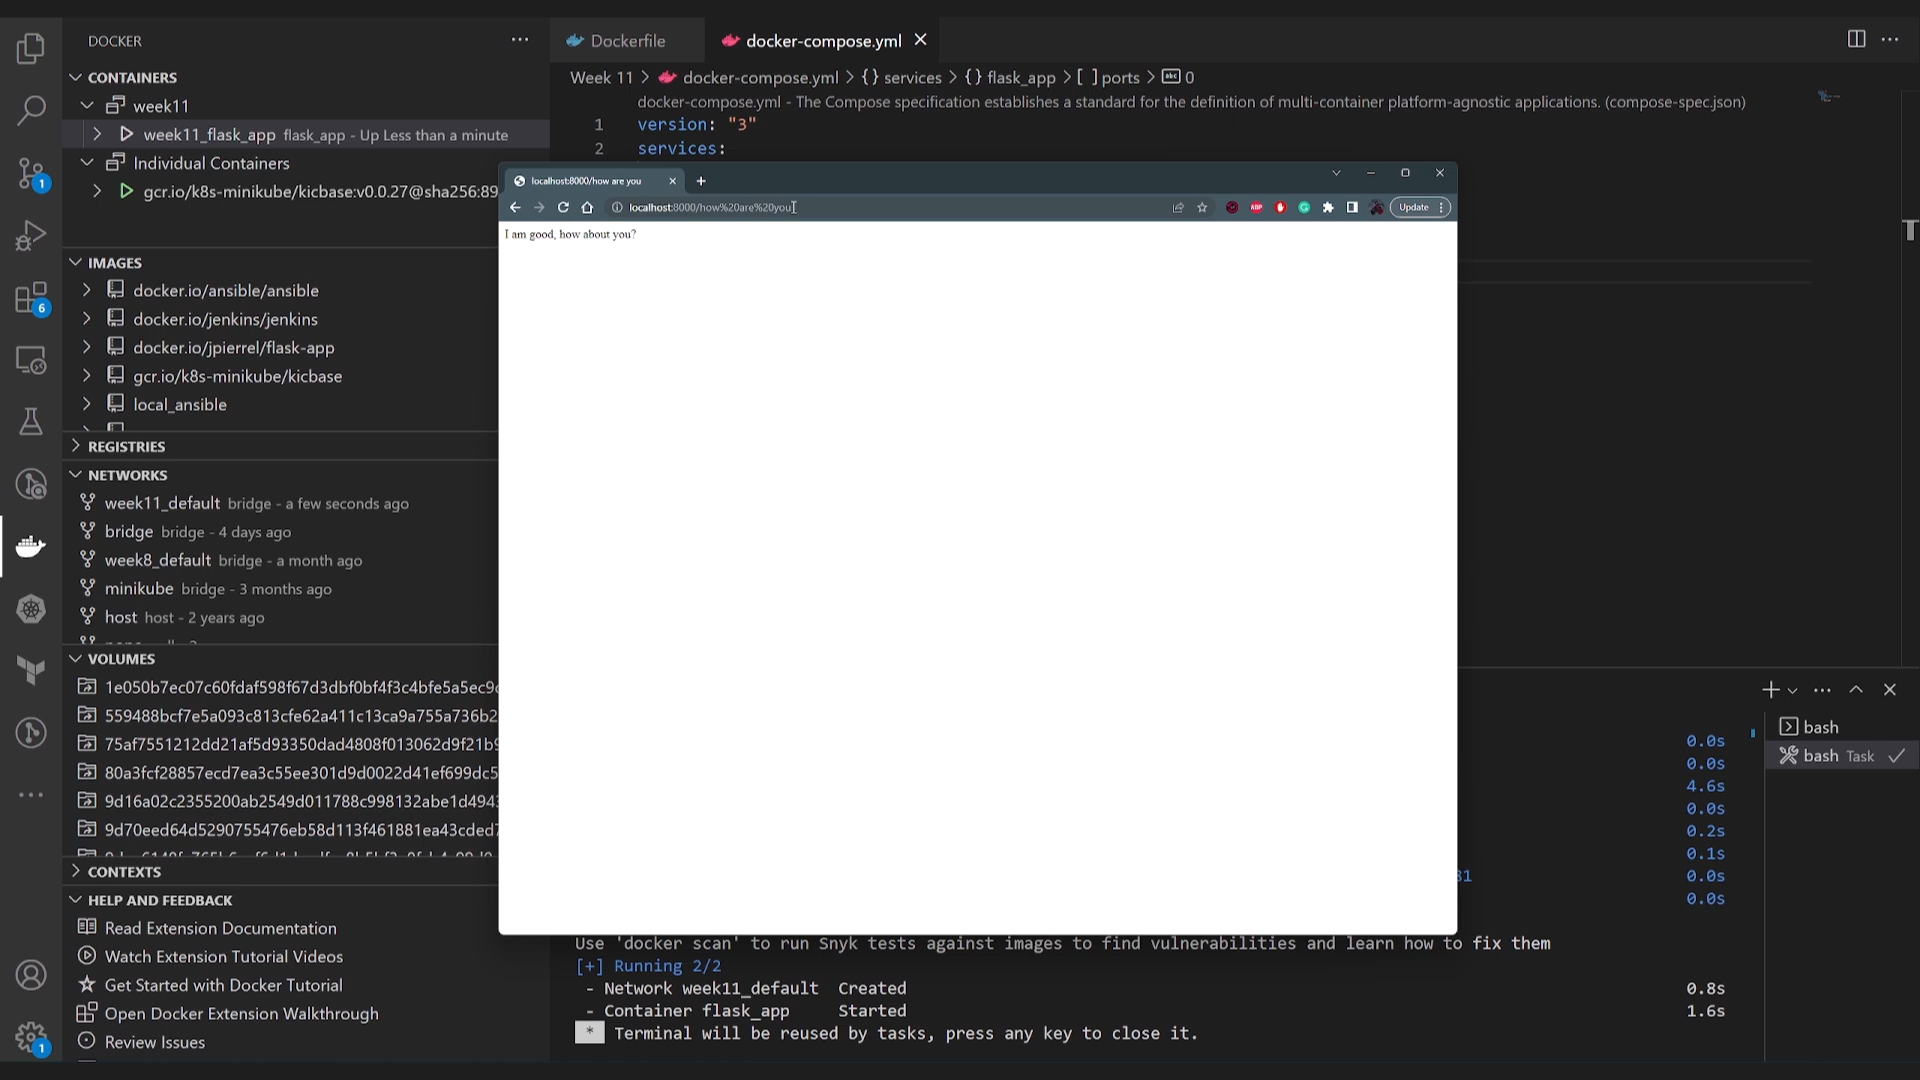 DOCKER
CONTAINERS
week11
week11_flask_app flask_app - Up Less than a minute
Individual Containers
gcr.io/k8s-minikube/kicbase:v0.0.27@sha256:89
IMAGES
docker.io/ansible/ansible
docker.io/jenkins/jenkins
docker.io/jpierrel/flask-app
gcr.io/k8s-minikube/kicbase
local_ansible
REGISTRIES
NETWORKS
week11_default bridge - a few seconds ago
bridge bridge - 4 days ago
week8_default bridge - a month ago
minikube bridge - 3 months ago
host host - 2 years ago
VOLUMES
1e050b7ec07c60fdaf598f67d3dbf0bf4f3c4bfe5a5ec9c
559488bcf7e5a093c813cfe62a411c13ca9a755a736b2
75af7551212dd21af5d93350dad4808f013062d9f21b9
80a3fcf28857ecd7ea3c55ee301d9d0022d41ef699dc5
9d16a02c2355200ab2549d011788c998132abe1d494
9d70eed64d5290755476eb58d113f461881ea43cded7
CONTEXTS
HELP AND FEEDBACK
Read Extension Documentation
Watch Extension Tutorial Videos
Get Started with Docker Tutorial
Open Docker Extension Walkthrough
Review Issues
1
6
1
Dockerfile
docker-compose.yml
Week 11 > docker-compose.yml > {} services > {} flask_app > [ ] ports > abc 0
docker-compose.yml - The Compose specification establishes a standard for the definition of multi-container platform-agnostic applications. (compose-spec.json)
1 version: "3"
2 services:
localhost:8000/how are you
localhost:8000/how%20are%20you
ABP
Update
I am good, how about you?
bash
bash Task
0.0s
0.0s
4.6s
0.0s
0.2s
0.1s
31 0.0s
0.0s
Use 'docker scan' to run Snyk tests against images to find vulnerabilities and learn how to fix them
[+] Running 2/2
- Network week11_default Created 0.8s
- Container flask_app Started 1.6s
* Terminal will be reused by tasks, press any key to close it.